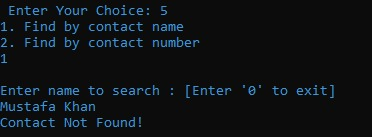 Enter Your Choice: 5
1. Find by contact name
2. Find by contact number
1
Enter name to search : [Enter '0' to exit]
Mustafa Khan
Contact Not Found!